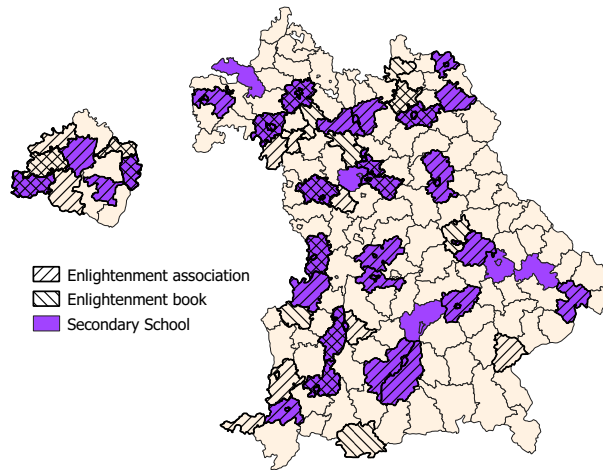 Enlightenment association
Enlightenment book
Secondary School